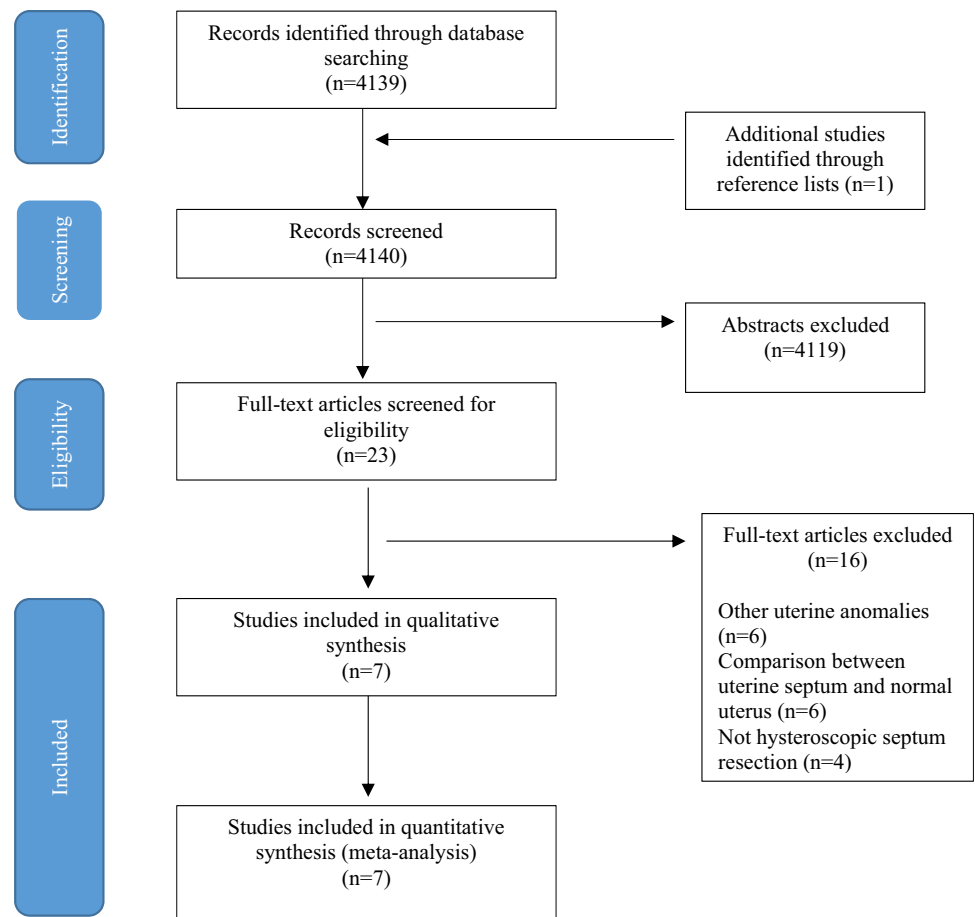 Identification
Records identified through database
searching
(n=4139)
Additional studies
identified through
reference lists (n=1)
Screening
Records screened
(n=4140)
Abstracts excluded
(n=4119)
Eligibility
Full-text articles screened for
eligibility
(n=23)
Full-text articles excluded
(n=16)
Other uterine anomalies
(n=6)
Comparison between
uterine septum and normal
uterus (n=6)
Not hysteroscopic septum
resection (n=4)
Included
Studies included in qualitative
synthesis
(n=7)
Studies included in quantitative
synthesis (meta-analysis)
(n=7)